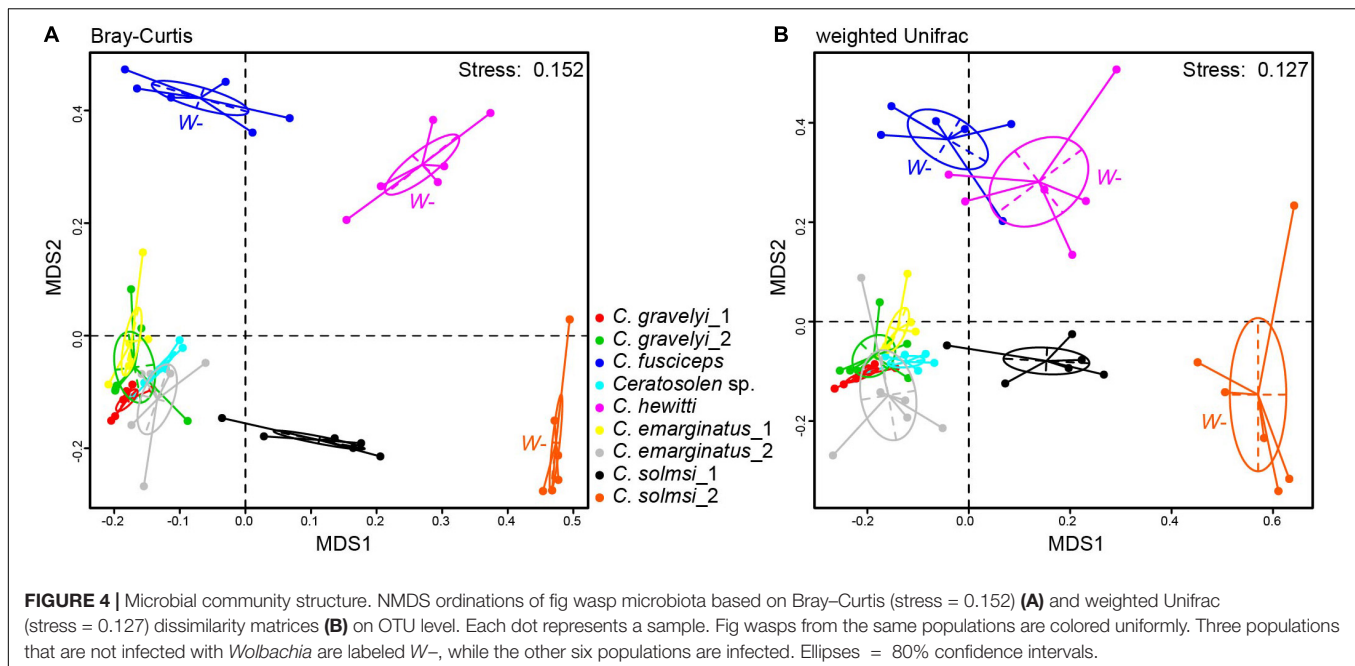 A Bray-Curtis
Stress: 0.152
W-
W-
W-
MDS2
0.4
0.2
0.0
-0.2
-0.2 -0.1 0.0 0.1 0.2 0.3 0.4 0.5
MDS1
C. gravelyi_1
C. gravelyi_2
C. fusciceps
Ceratosolen sp.
C. hewitti
C. emarginatus_1
C. emarginatus_2
C. solmsi_1
C. solmsi_2
B weighted Unifrac
Stress: 0.127
W-
W-
W-
MDS2
0.4
0.2
0.0
-0.2
-0.2 0.0 0.2 0.4 0.6
MDS1
FIGURE 4 | Microbial community structure. NMDS ordinations of fig wasp microbiota based on Bray–Curtis (stress = 0.152) (A) and weighted Unifrac
(stress = 0.127) dissimilarity matrices (B) on OTU level. Each dot represents a sample. Fig wasps from the same populations are colored uniformly. Three populations
that are not infected with Wolbachia are labeled W–, while the other six populations are infected. Ellipses = 80% confidence intervals.